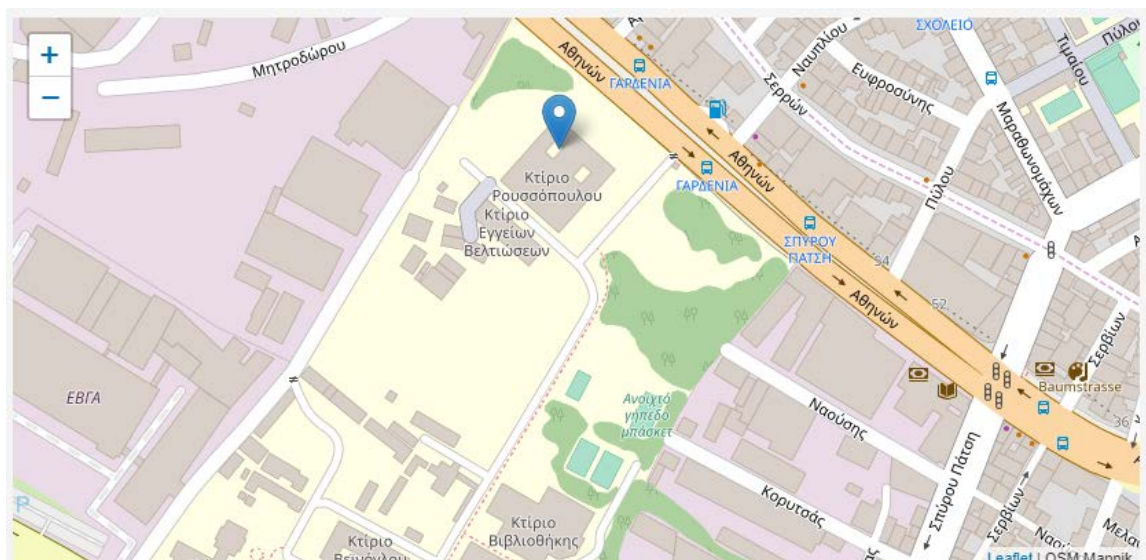 +
−
Μητροδώρου
Αθηνών
ΓΑΡΔΕΝΙΑ
Σερρών
Ναυπλίου
Ευφροσύνης
ΣΧΟΛΕΙΟ
Τιμαίου
Πύλου
Μαραθωνομάχων
Αθηνών
Πύλου
ΓΑΡΔΕΝΙΑ
Κτίριο
Ρουσσόπουλου
Κτίριο
Εγγείων
Βελτιώσεων
ΣΠΥΡΟΥ
ΠΑΤΣΗ
54
52
Αθηνών
Σερβίων
Baumstrasse
36
ΕΒΓΑ
Ανοιχτό
γήπεδο
μπάσκετ
Ναούσης
Κορυτσάς
Σπύρου Πάτση
Σερβίων
P
Κτίριο
Βιβλιοθήκης
Κτίριο
Leaflet | OSM Mapnik